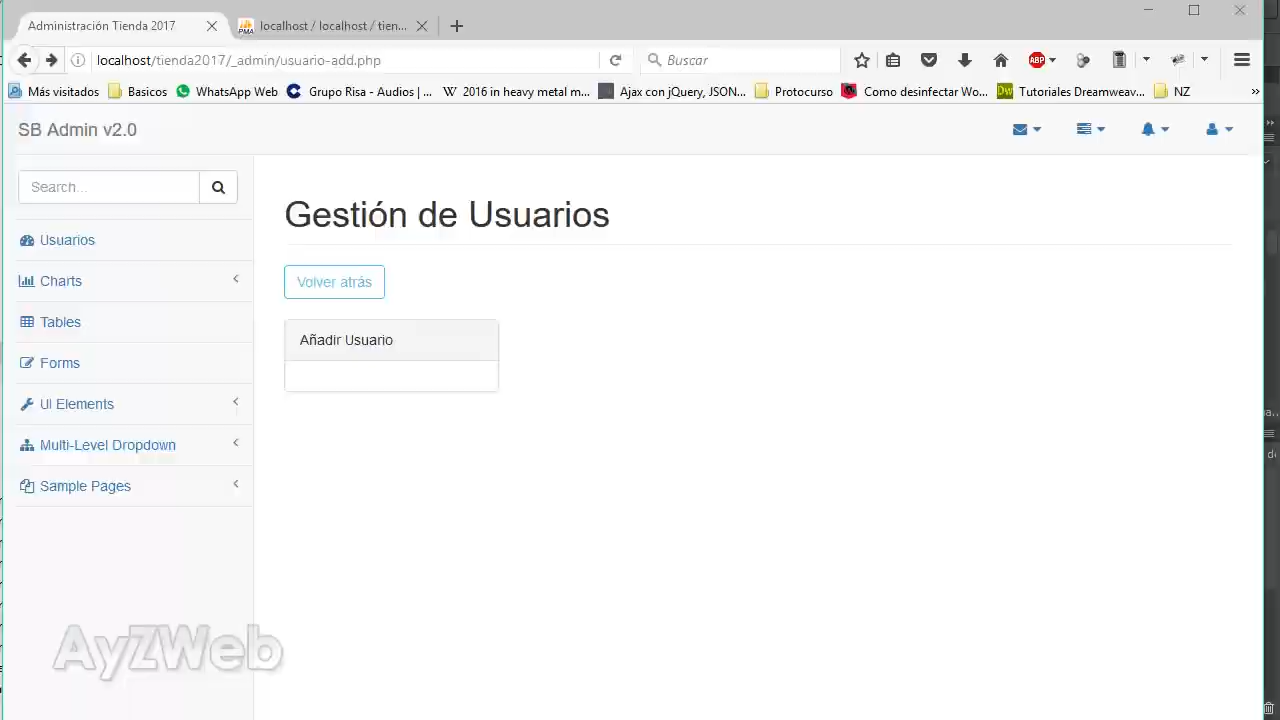 Administración Tienda 2017
PMA localhost / localhost / tien...
localhost/tienda2017/_admin/usuario-add.php
Buscar
ABP
Más visitados
Basicos
WhatsApp Web
Grupo Risa - Audios | ...
W 2016 in heavy metal m...
Ajax con jQuery, JSON...
Protocurso
Como desinfectar Wo...
Dw Tutoriales Dreamweav...
NZ
SB Admin v2.0
Search...
Usuarios
Charts
Tables
Forms
UI Elements
Multi-Level Dropdown
Sample Pages
Gestión de Usuarios
Volver atrás
Añadir Usuario
AyZWeb